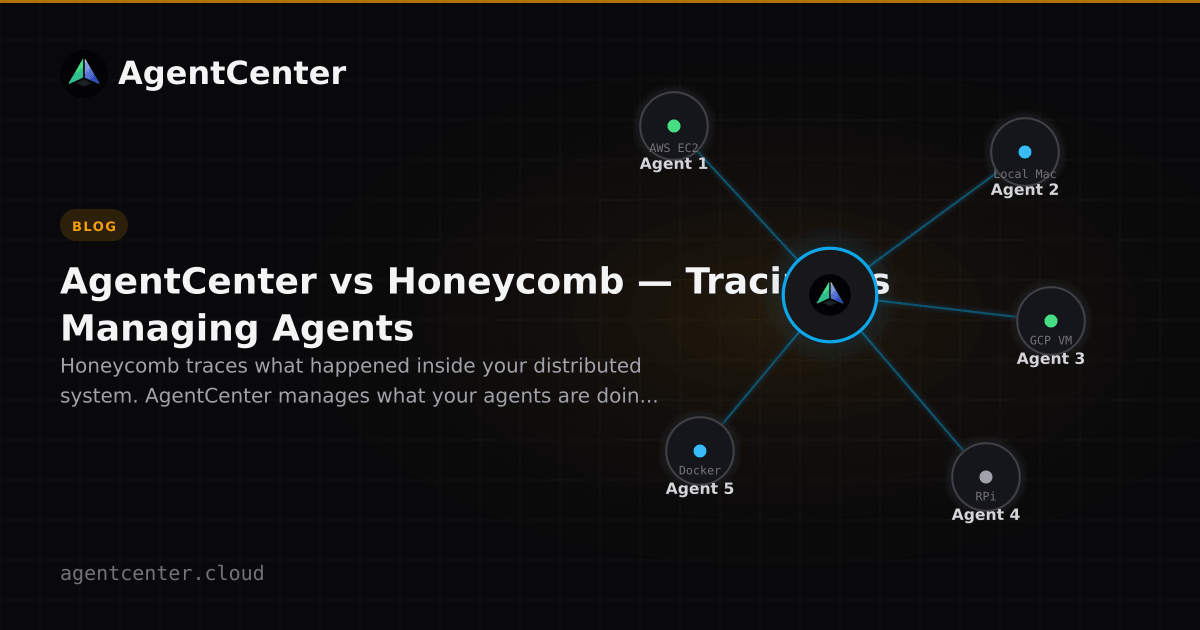 AgentCenter
AWS EC2
Agent 1
Local Mac
Agent 2
BLOG
AgentCenter vs Honeycomb — Traci s
Managing Agents
Honeycomb traces what happened inside your distributed
system. AgentCenter manages what your agents are doin...
GCP VM
Agent 3
Docker
Agent 5
RPi
Agent 4
agentcenter.cloud